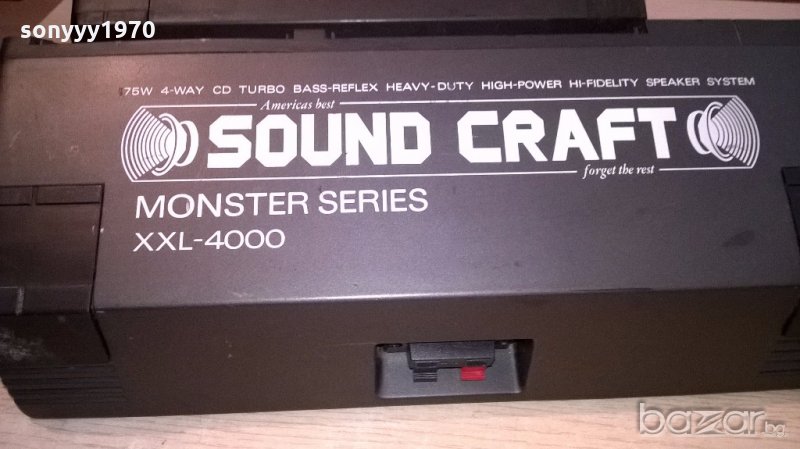 sonyyy1970
75W 4-WAY CD TURBO BASS-REFLEX HEAVY-DUTY HIGH-POWER HI-FIDELITY SPEAKER SYSTEM
Americas best
SOUND CRAFT
forget the rest
MONSTER SERIES
XXL-4000
bazar.bg